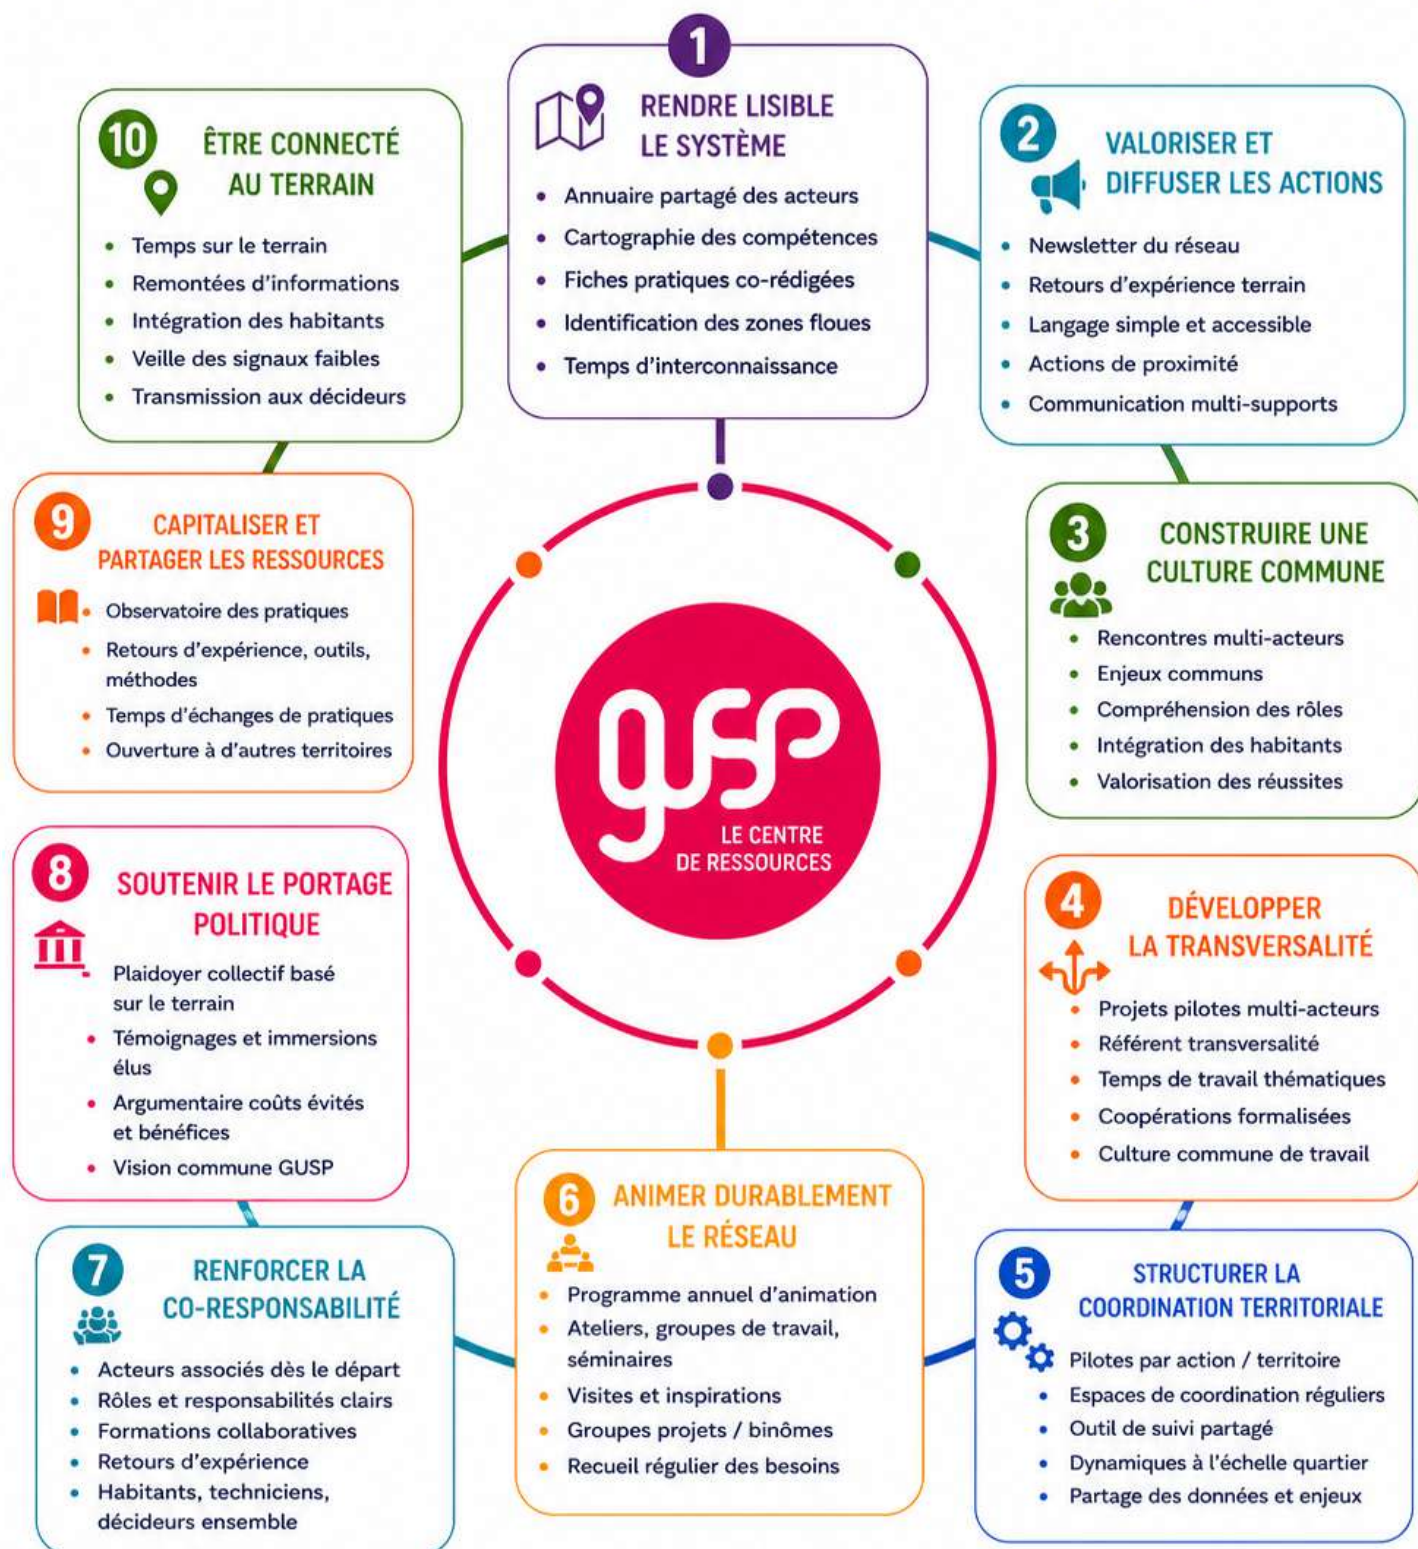 1
RENDRE LISIBLE
LE SYSTÈME
• Annuaire partagé des acteurs
• Cartographie des compétences
• Fiches pratiques co-rédigées
• Identification des zones floues
• Temps d'interconnaissance
2
VALORISER ET
DIFFUSER LES ACTIONS
• Newsletter du réseau
• Retours d'expérience terrain
• Langage simple et accessible
• Actions de proximité
• Communication multi-supports
3
CONSTRUIRE UNE
CULTURE COMMUNE
• Rencontres multi-acteurs
• Enjeux communs
• Compréhension des rôles
• Intégration des habitants
• Valorisation des réussites
4
DÉVELOPPER
LA TRANSVERSALITÉ
• Projets pilotes multi-acteurs
• Référent transversalité
• Temps de travail thématiques
• Coopérations formalisées
• Culture commune de travail
5
STRUCTURER LA
COORDINATION TERRITORIALE
Pilotes par action / territoire
• Espaces de coordination réguliers
• Outil de suivi partagé
• Dynamiques à l'échelle quartier
• Partage des données et enjeux
6
ANIMER DURABLEMENT
LE RÉSEAU
• Programme annuel d'animation
• Ateliers, groupes de travail,
séminaires
• Visites et inspirations
• Groupes projets / binômes
• Recueil régulier des besoins
7
RENFORCER LA
CO-RESPONSABILITÉ
• Acteurs associés dès le départ
• Rôles et responsabilités clairs
• Formations collaboratives
• Retours d'expérience
• Habitants, techniciens,
décideurs ensemble
8
SOUTENIR LE PORTAGE
POLITIQUE
Plaidoyer collectif basé
sur le terrain
• Témoignages et immersions
élus
• Argumentaire coûts évités
et bénéfices
• Vision commune GUSP
9
CAPITALISER ET
PARTAGER LES RESSOURCES
• Observatoire des pratiques
• Retours d'expérience, outils,
méthodes
• Temps d'échanges de pratiques
• Ouverture à d'autres territoires
10
ÊTRE CONNECTÉ
AU TERRAIN
• Temps sur le terrain
• Remontées d'informations
• Intégration des habitants
• Veille des signaux faibles
• Transmission aux décideurs
gusp
LE CENTRE
DE RESSOURCES